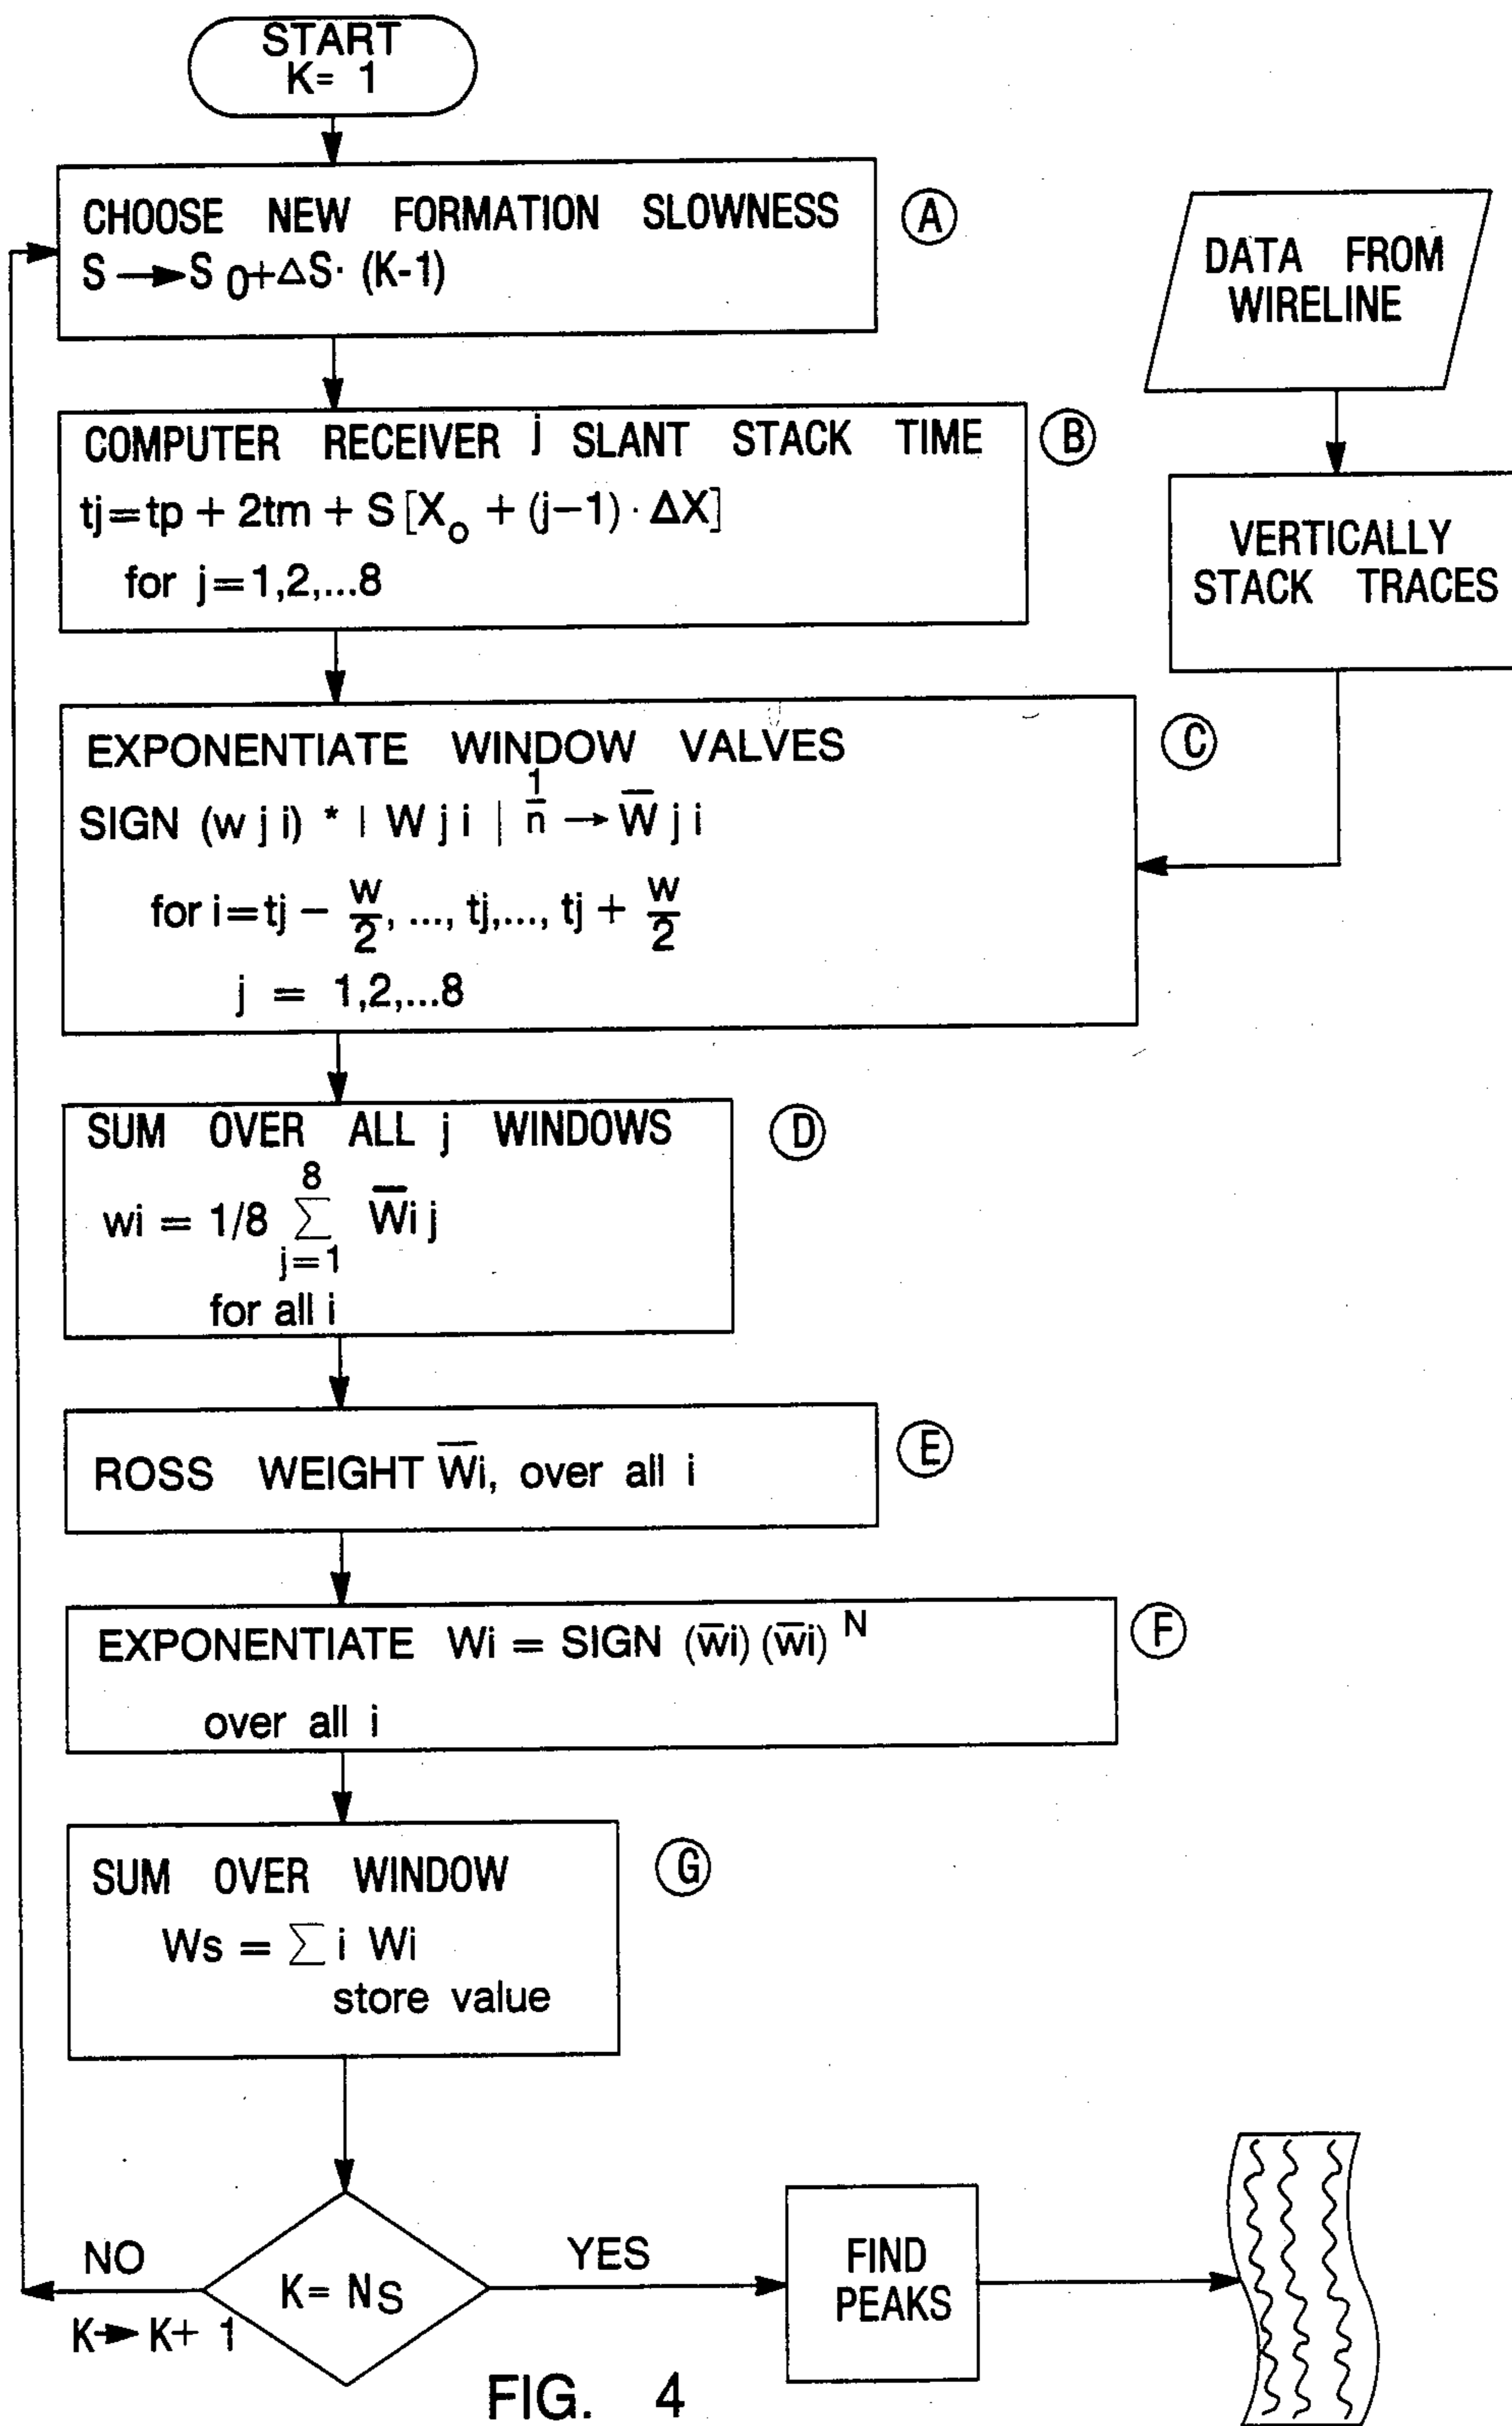 START
K= 1
CHOOSE NEW FORMATION SLOWNESS
S → S 0+ΔS· (K-1)
A
DATA FROM
WIRELINE
COMPUTER RECEIVER j SLANT STACK TIME
tj=tp + 2tm + S[Xo + (j−1) · ΔX]
for j=1,2,...8
B
VERTICALLY
STACK TRACES
EXPONENTIATE WINDOW VALVES
SIGN (w j i) * | W j i | 1/n → W̅ j i
for i=tj − w/2, ..., tj,..., tj + w/2
j = 1,2,...8
C
SUM OVER ALL j WINDOWS
wi = 1/8 8∑j=1 W̅i j
for all i
D
ROSS WEIGHT W̅i, over all i
E
EXPONENTIATE Wi = SIGN (w̅i) (w̅i) N
over all i
F
SUM OVER WINDOW
Ws = ∑ i Wi
store value
G
NO
K→ K+ 1
K= NS
YES
FIND
PEAKS
FIG. 4